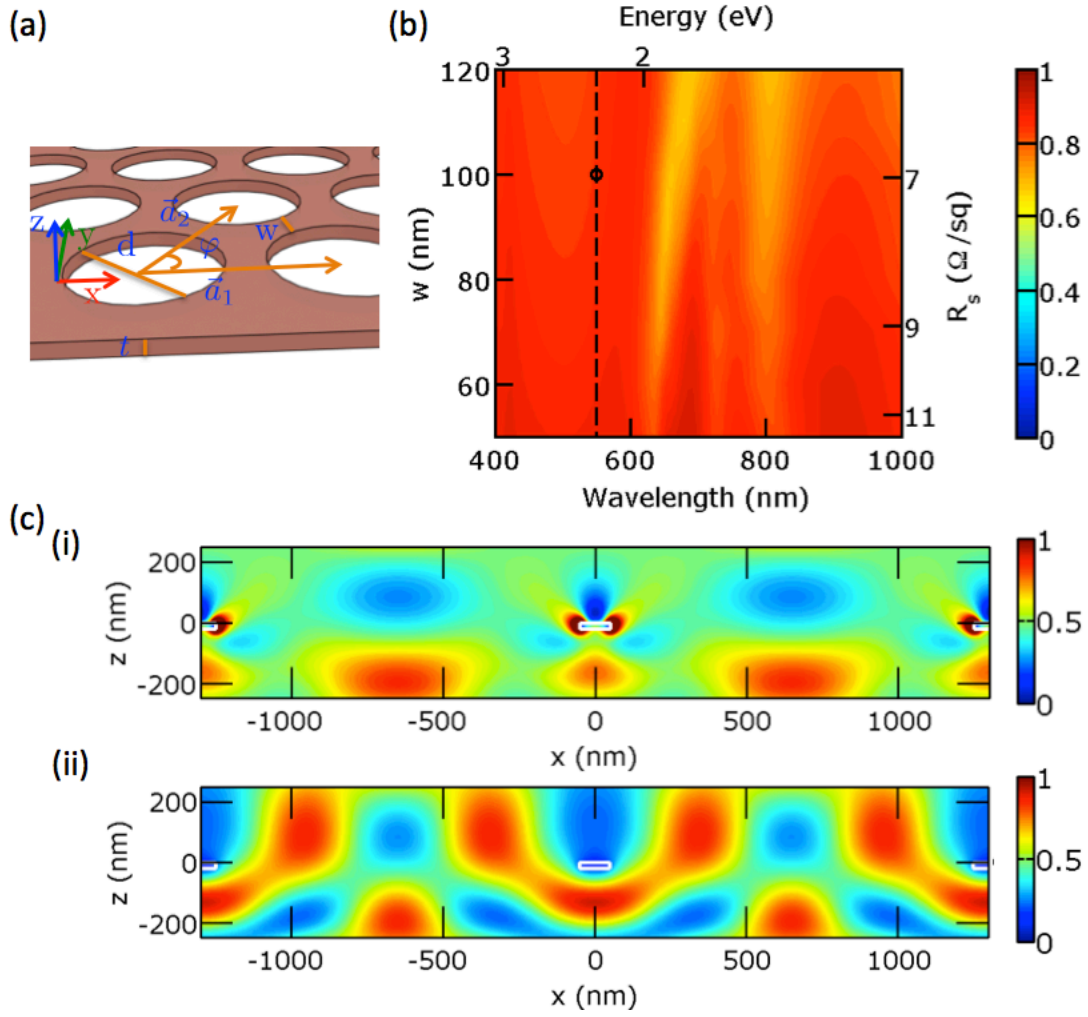 (a)
z
y
x
d
a⃗₂
φ
w
a⃗₁
t
(b)
Energy (eV)
3 2
120
100
80
60
w (nm)
7
9
11
R_s (Ω/sq)
400 600 800 1000
Wavelength (nm)
1
0.8
0.6
0.4
0.2
0
(c)
(i)
200
0
-200
z (nm)
-1000 -500 0 500 1000
x (nm)
1
0.5
0
(ii)
200
0
-200
z (nm)
-1000 -500 0 500 1000
x (nm)
1
0.5
0